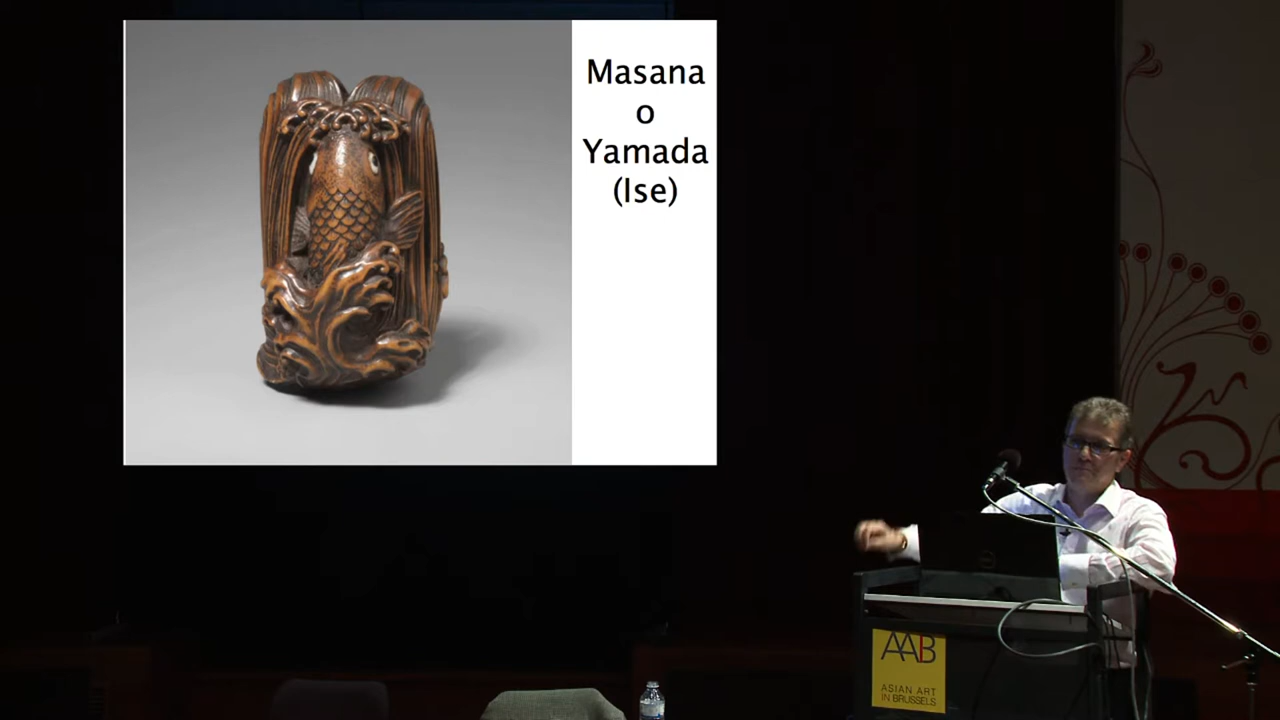 Masana
o
Yamada
(Ise)
AAB
ASIAN ART
IN BRUSSELS